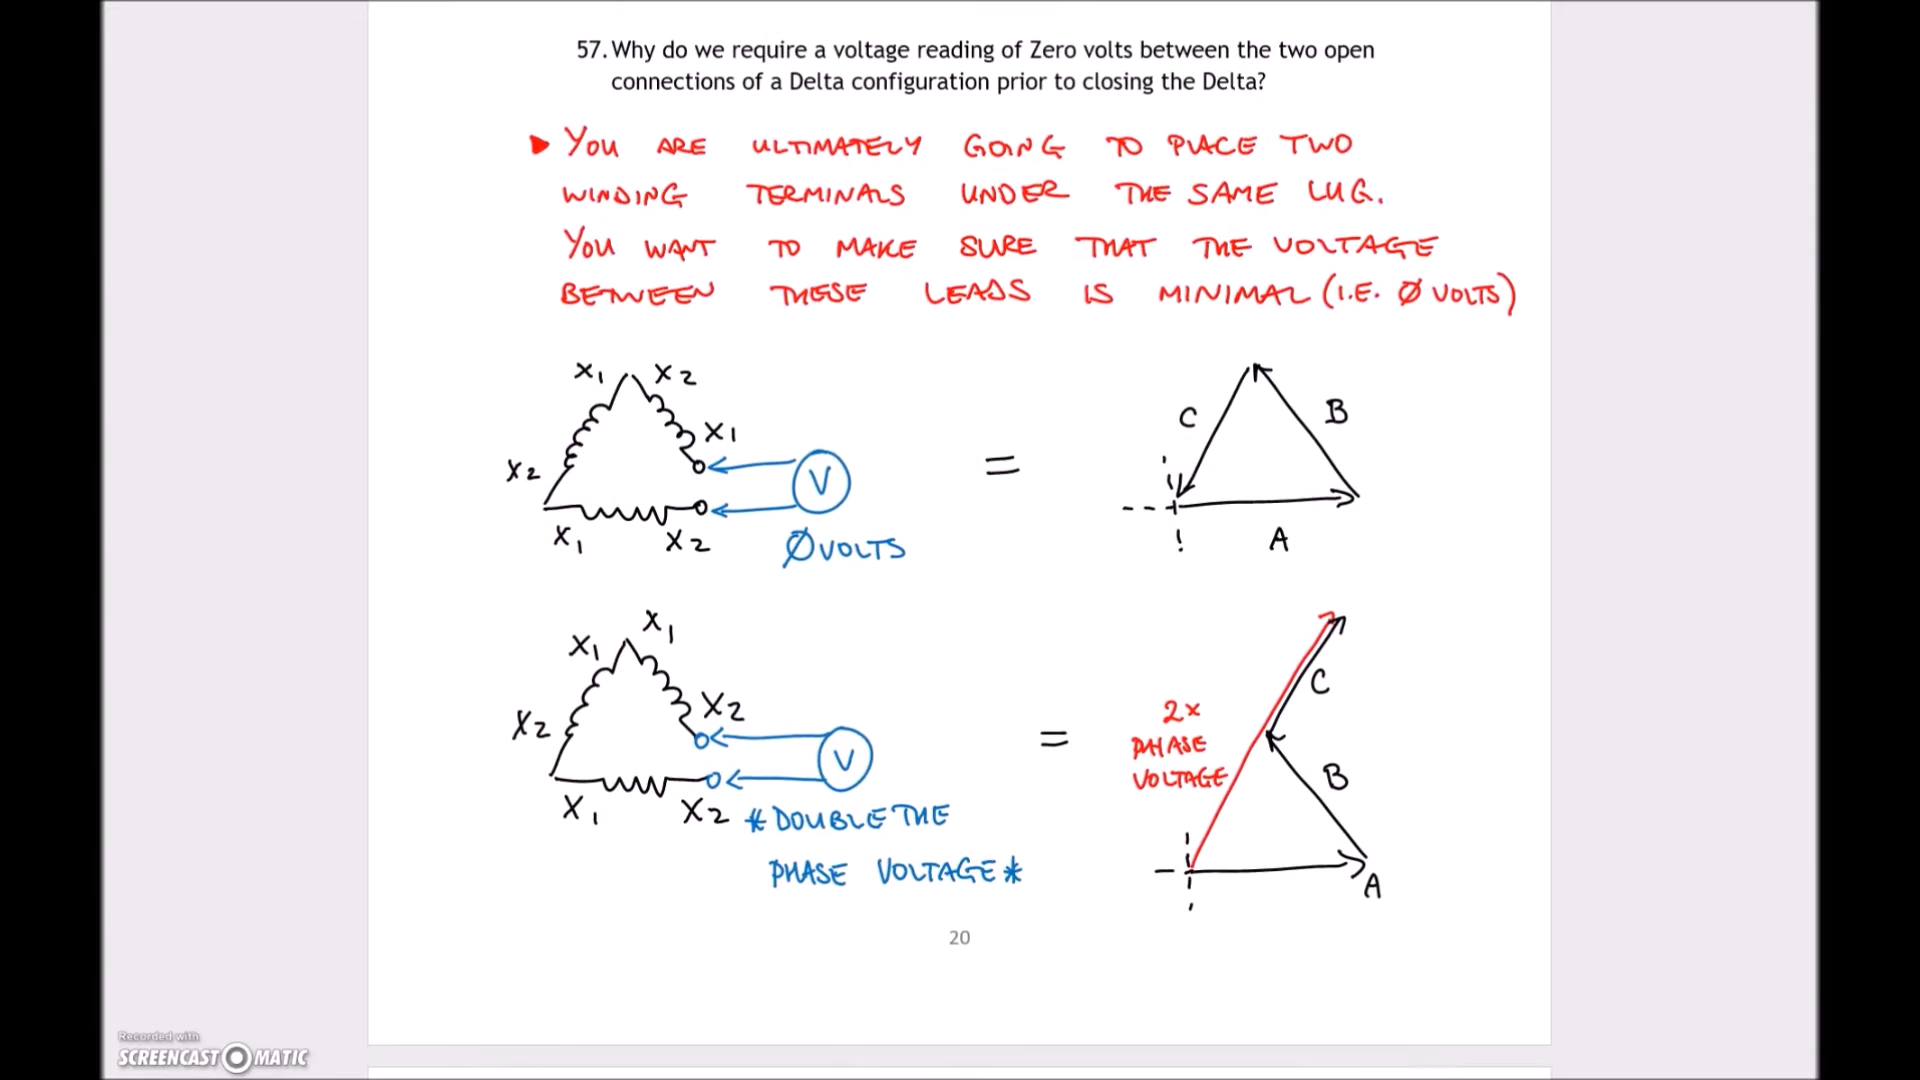 57. Why do we require a voltage reading of Zero volts between the two open
connections of a Delta configuration prior to closing the Delta?
YOU ARE ULTIMATELY GOING TO PLACE TWO
WINDING TERMINALS UNDER THE SAME LUG.
YOU WANT TO MAKE SURE THAT THE VOLTAGE
BETWEEN THESE LEADS IS MINIMAL (I.E. Ø VOLTS)
X1 X2
X1
X2
V
X1 X2
Ø VOLTS
=
C B
A
X1
X1
X2
X2
V
X1 X2
* DOUBLE THE
PHASE VOLTAGE *
=
C
2x
PHASE
VOLTAGE
B
A
20
Recorded with
SCREENCAST MATIC